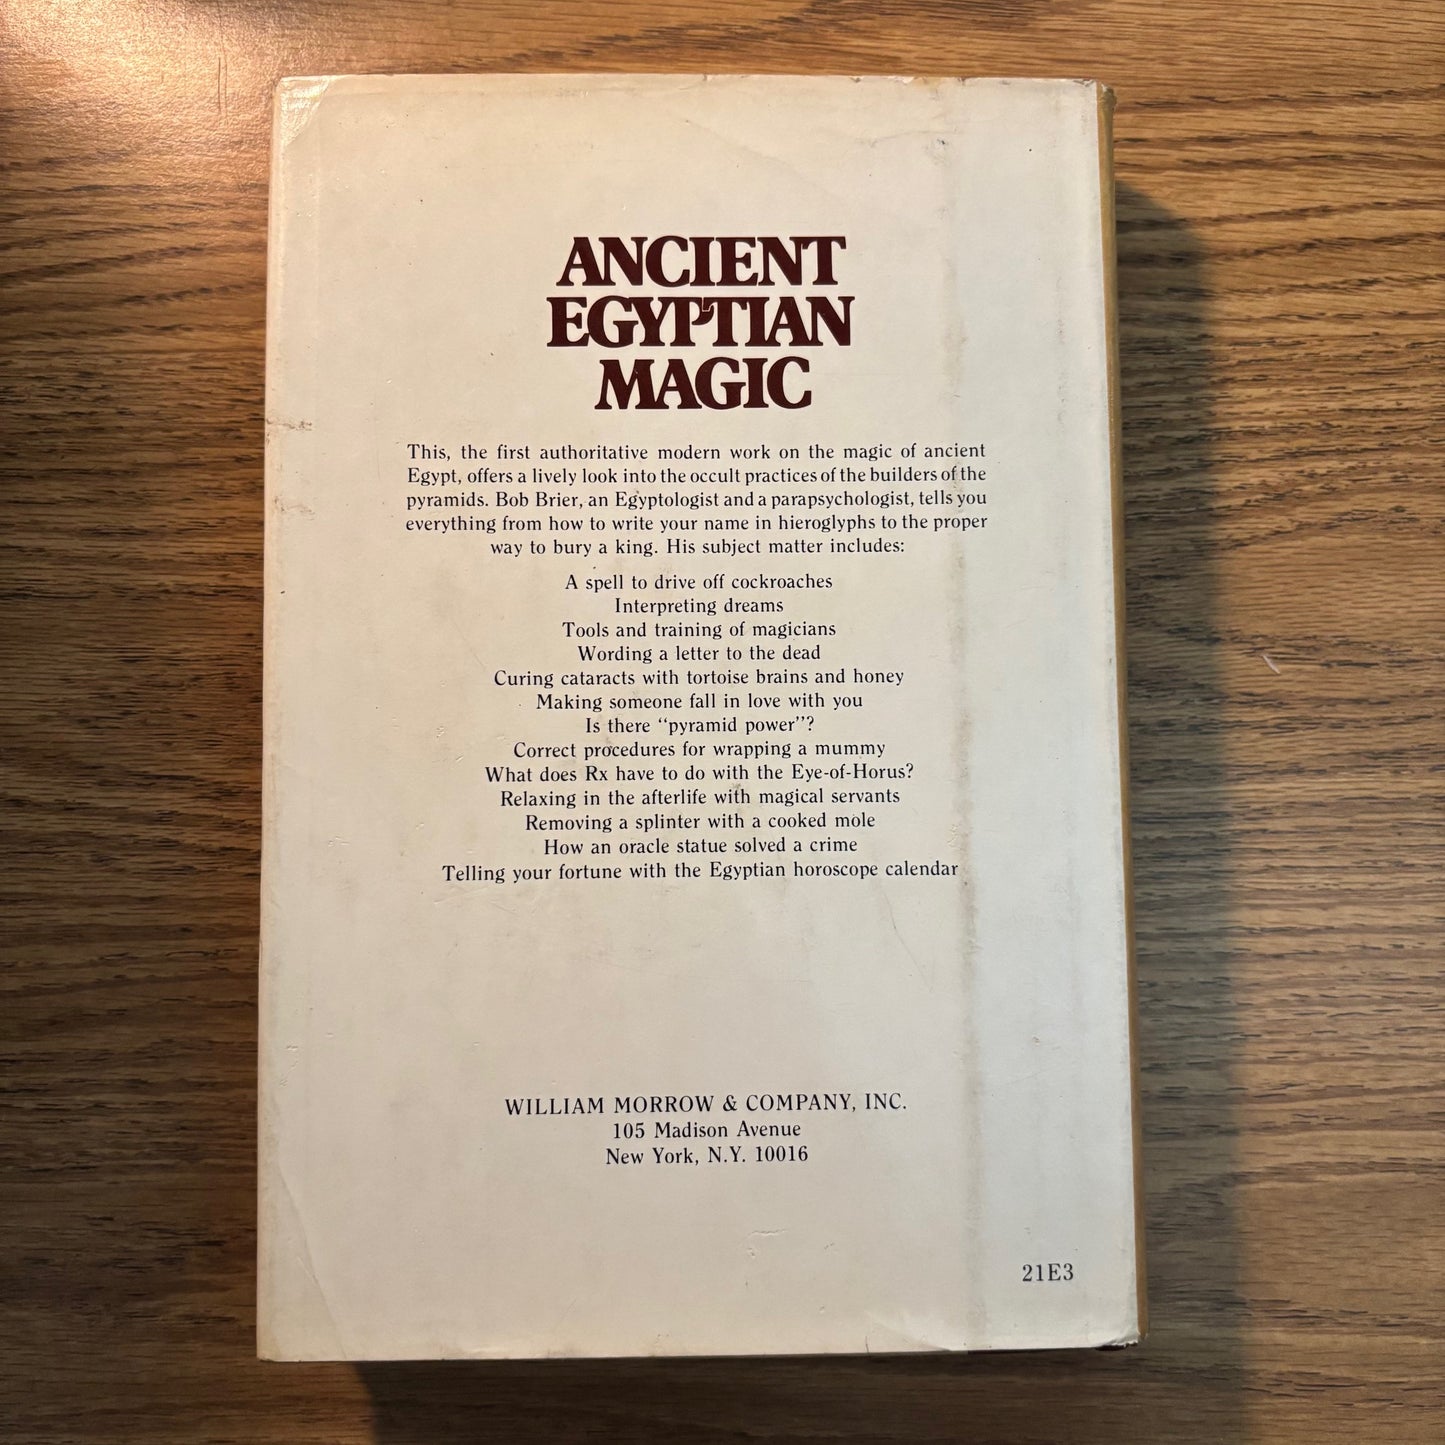 ANCIENT
EGYPTIAN
MAGIC
This, the first authoritative modern work on the magic of ancient
Egypt, offers a lively look into the occult practices of the builders of the
pyramids. Bob Brier, an Egyptologist and a parapsychologist, tells you
everything from how to write your name in hieroglyphs to the proper
way to bury a king. His subject matter includes:
A spell to drive off cockroaches
Interpreting dreams
Tools and training of magicians
Wording a letter to the dead
Curing cataracts with tortoise brains and honey
Making someone fall in love with you
Is there “pyramid power”?
Correct procedures for wrapping a mummy
What does Rx have to do with the Eye-of-Horus?
Relaxing in the afterlife with magical servants
Removing a splinter with a cooked mole
How an oracle statue solved a crime
Telling your fortune with the Egyptian horoscope calendar
WILLIAM MORROW & COMPANY, INC.
105 Madison Avenue
New York, N.Y. 10016
21E3